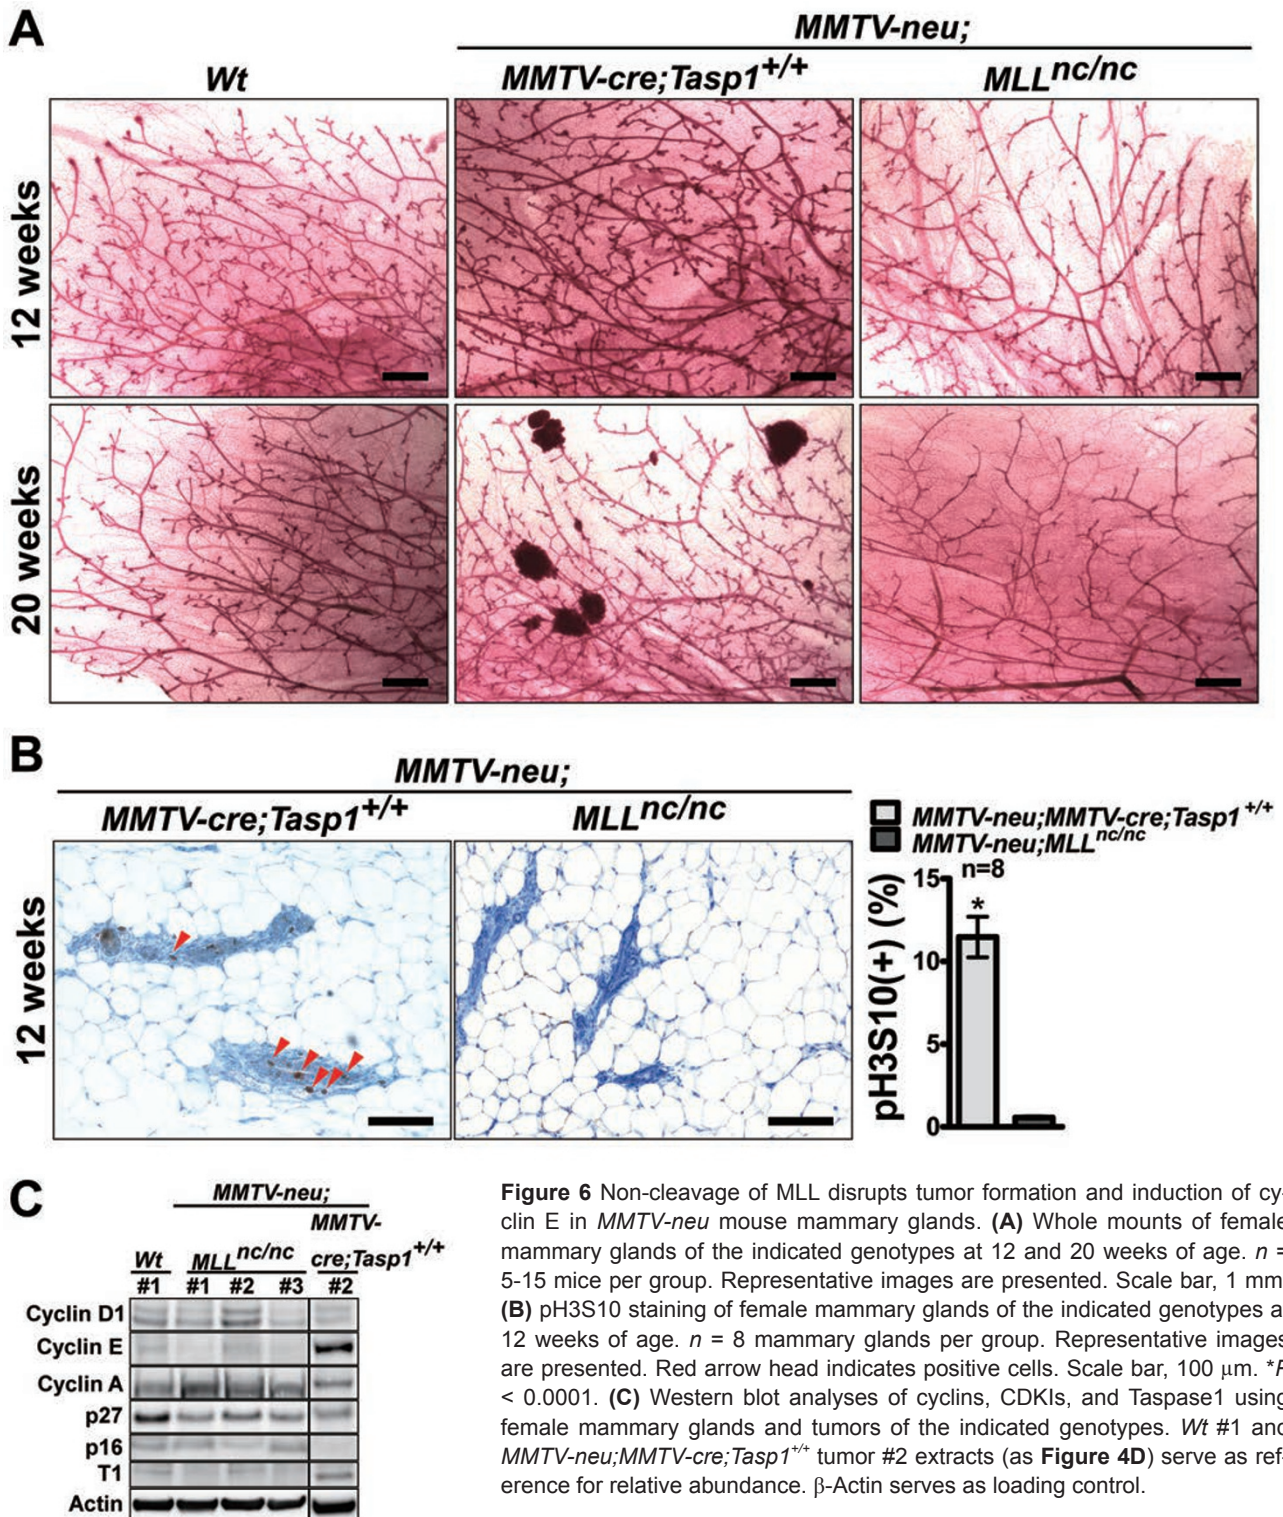 A
MMTV-neu;
Wt
MMTV-cre;Tasp1+/+
MLLnc/nc
12 weeks
20 weeks
B
MMTV-neu;
MMTV-cre;Tasp1+/+
MLLnc/nc
12 weeks
MMTV-neu;MMTV-cre;Tasp1+/+
MMTV-neu;MLLnc/nc
n=8
15
*
10
5
0
pH3S10(+) (%)
C
MMTV-neu;
MMTV-
Wt MLLnc/nc cre;Tasp1+/+
#1 #1 #2 #3 #2
Cyclin D1
Cyclin E
Cyclin A
p27
p16
T1
Actin
Figure 6 Non-cleavage of MLL disrupts tumor formation and induction of cy-
clin E in MMTV-neu mouse mammary glands. (A) Whole mounts of female
mammary glands of the indicated genotypes at 12 and 20 weeks of age. n =
5-15 mice per group. Representative images are presented. Scale bar, 1 mm
(B) pH3S10 staining of female mammary glands of the indicated genotypes a
12 weeks of age. n = 8 mammary glands per group. Representative images
are presented. Red arrow head indicates positive cells. Scale bar, 100 μm. *P
< 0.0001. (C) Western blot analyses of cyclins, CDKIs, and Taspase1 using
female mammary glands and tumors of the indicated genotypes. Wt #1 and
MMTV-neu;MMTV-cre;Tasp1+/+ tumor #2 extracts (as Figure 4D) serve as ref-
erence for relative abundance. β-Actin serves as loading control.